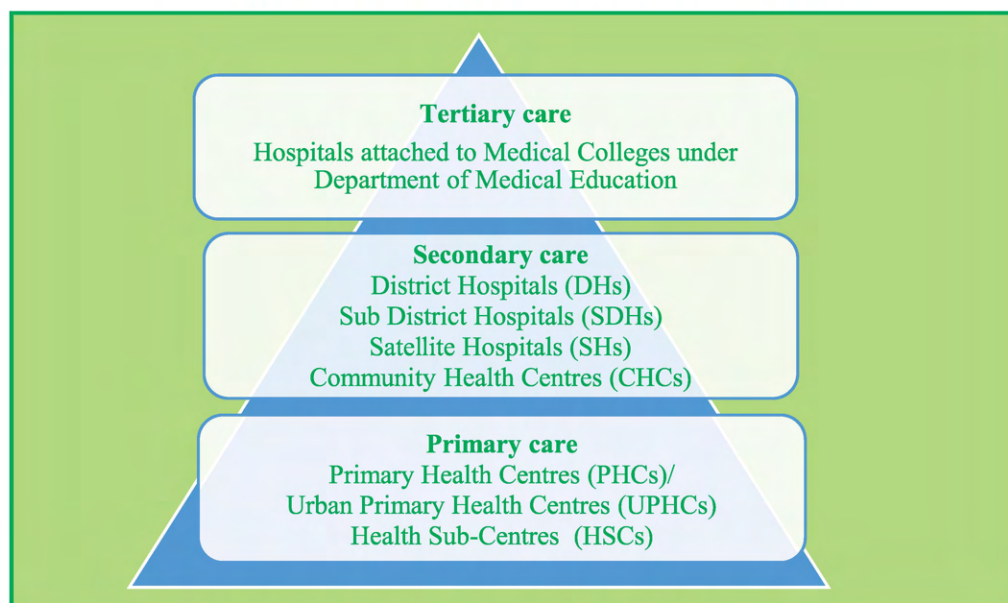 Tertiary care
Hospitals attached to Medical Colleges under
Department of Medical Education
Secondary care
District Hospitals (DHs)
Sub District Hospitals (SDHs)
Satellite Hospitals (SHs)
Community Health Centres (CHCs)
Primary care
Primary Health Centres (PHCs)/
Urban Primary Health Centres (UPHCs)
Health Sub-Centres  (HSCs)